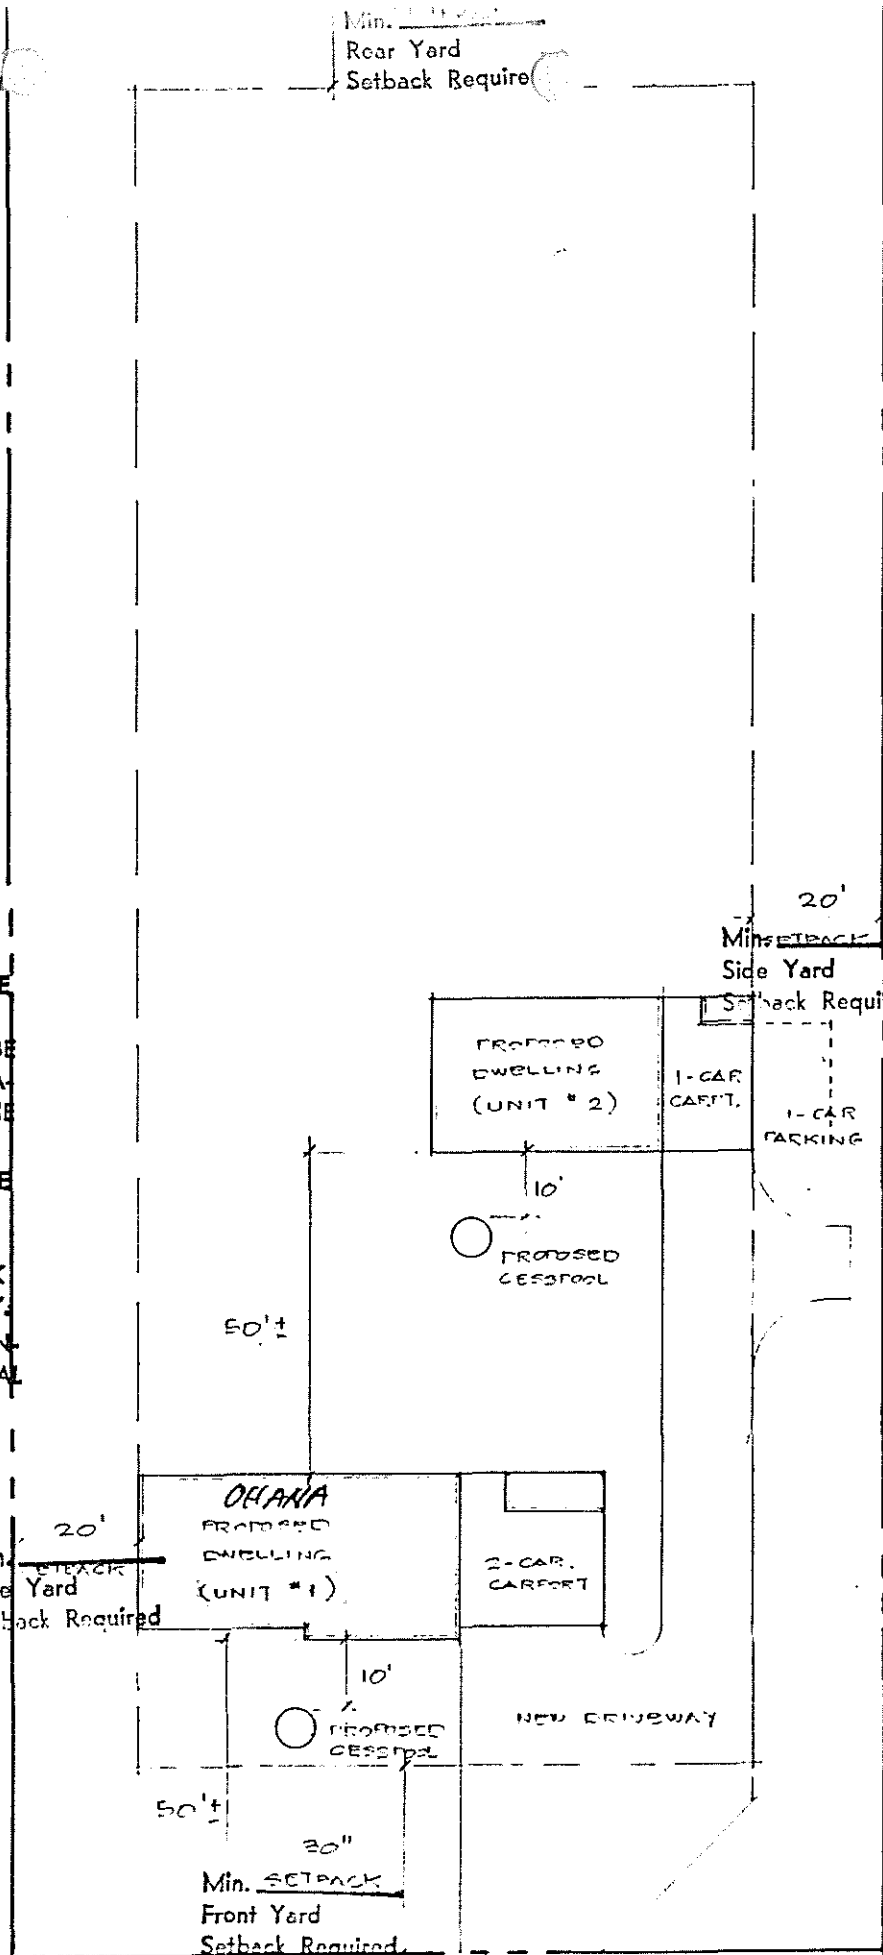 Min.
Rear Yard
Setback Require
20'
Min. SETBACK
Side Yard
Setback Requi
PROPOSED
DWELLING
(UNIT #2)
1-CAR
CARPT.
1-CAR
PARKING
10'
PROPOSED
CESSPOOL
50'±
OHANA
PROPOSED
DWELLING
(UNIT #1)
2-CAR.
CARPORT
20'
SETBACK
e Yard
back Required
10'
PROPOSED
CESSPOOL
NEW DRIVEWAY
50'±
30"
Min. SETBACK
Front Yard
Setback Required.